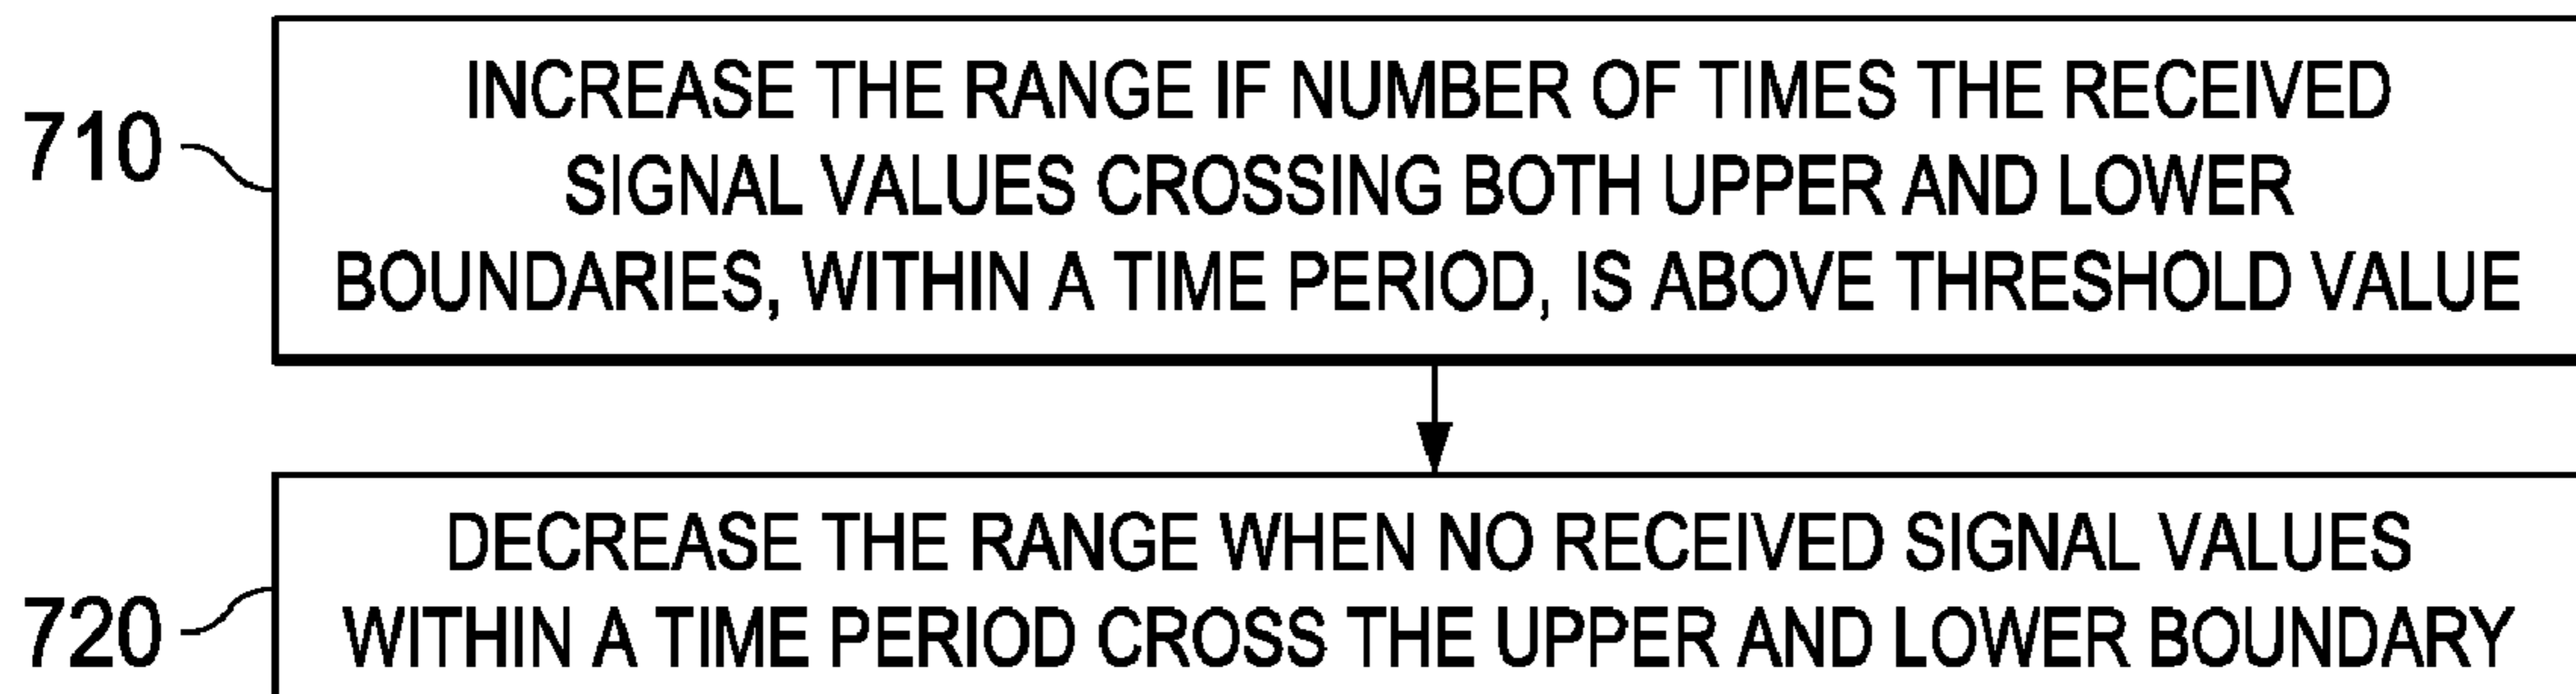 710
INCREASE THE RANGE IF NUMBER OF TIMES THE RECEIVED
SIGNAL VALUES CROSSING BOTH UPPER AND LOWER
BOUNDARIES, WITHIN A TIME PERIOD, IS ABOVE THRESHOLD VALUE
720
DECREASE THE RANGE WHEN NO RECEIVED SIGNAL VALUES
WITHIN A TIME PERIOD CROSS THE UPPER AND LOWER BOUNDARY